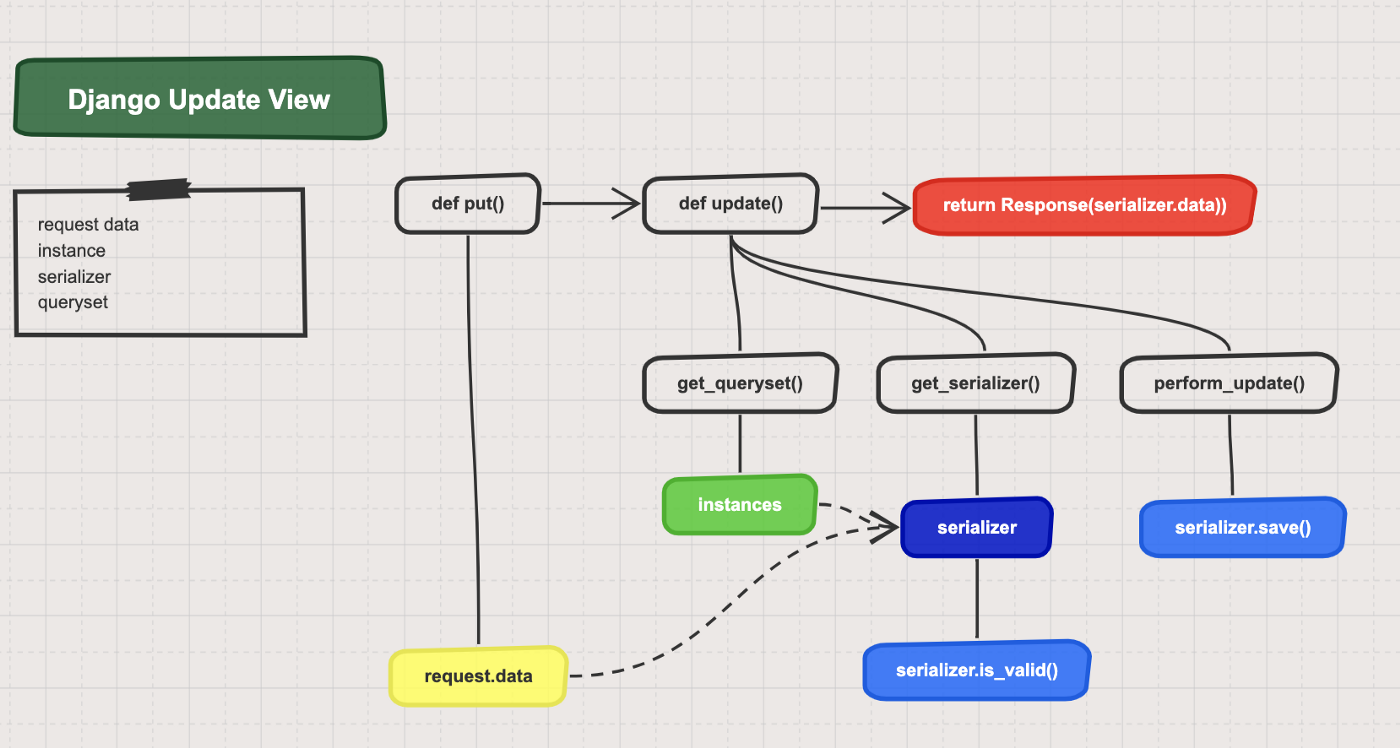 Django Update View
request data
instance
serializer
queryset
def put()
def update()
return Response(serializer.data))
get_queryset()
get_serializer()
perform_update()
instances
serializer
serializer.save()
request.data
serializer.is_valid()